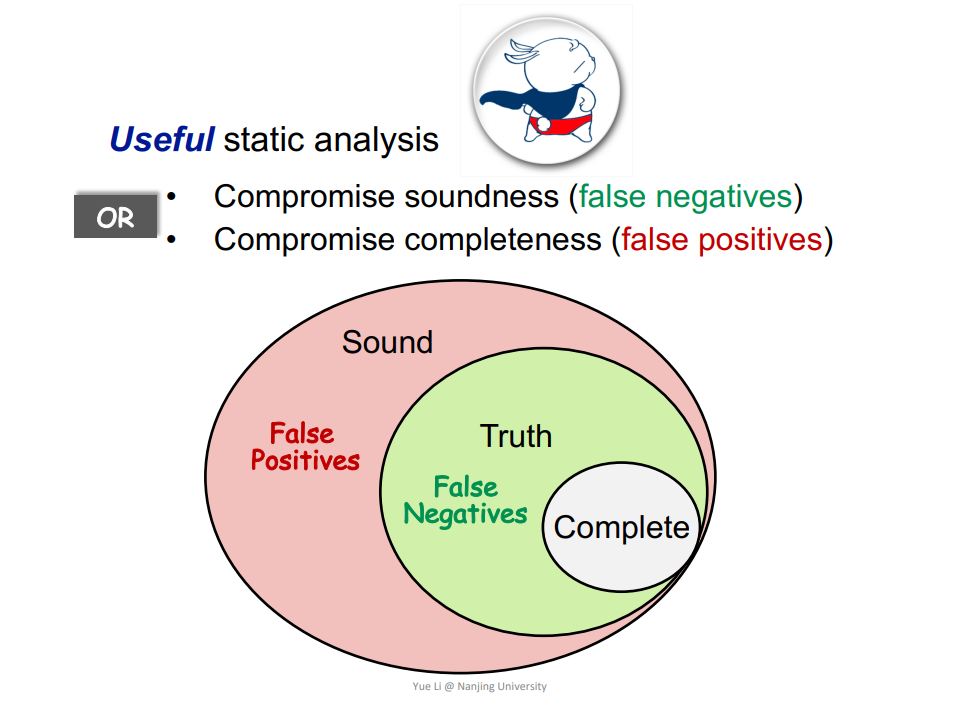 Useful static analysis
OR
• Compromise soundness (false negatives)
• Compromise completeness (false positives)
Sound
False
Positives
Truth
False
Negatives
Complete
Yue Li @ Nanjing University